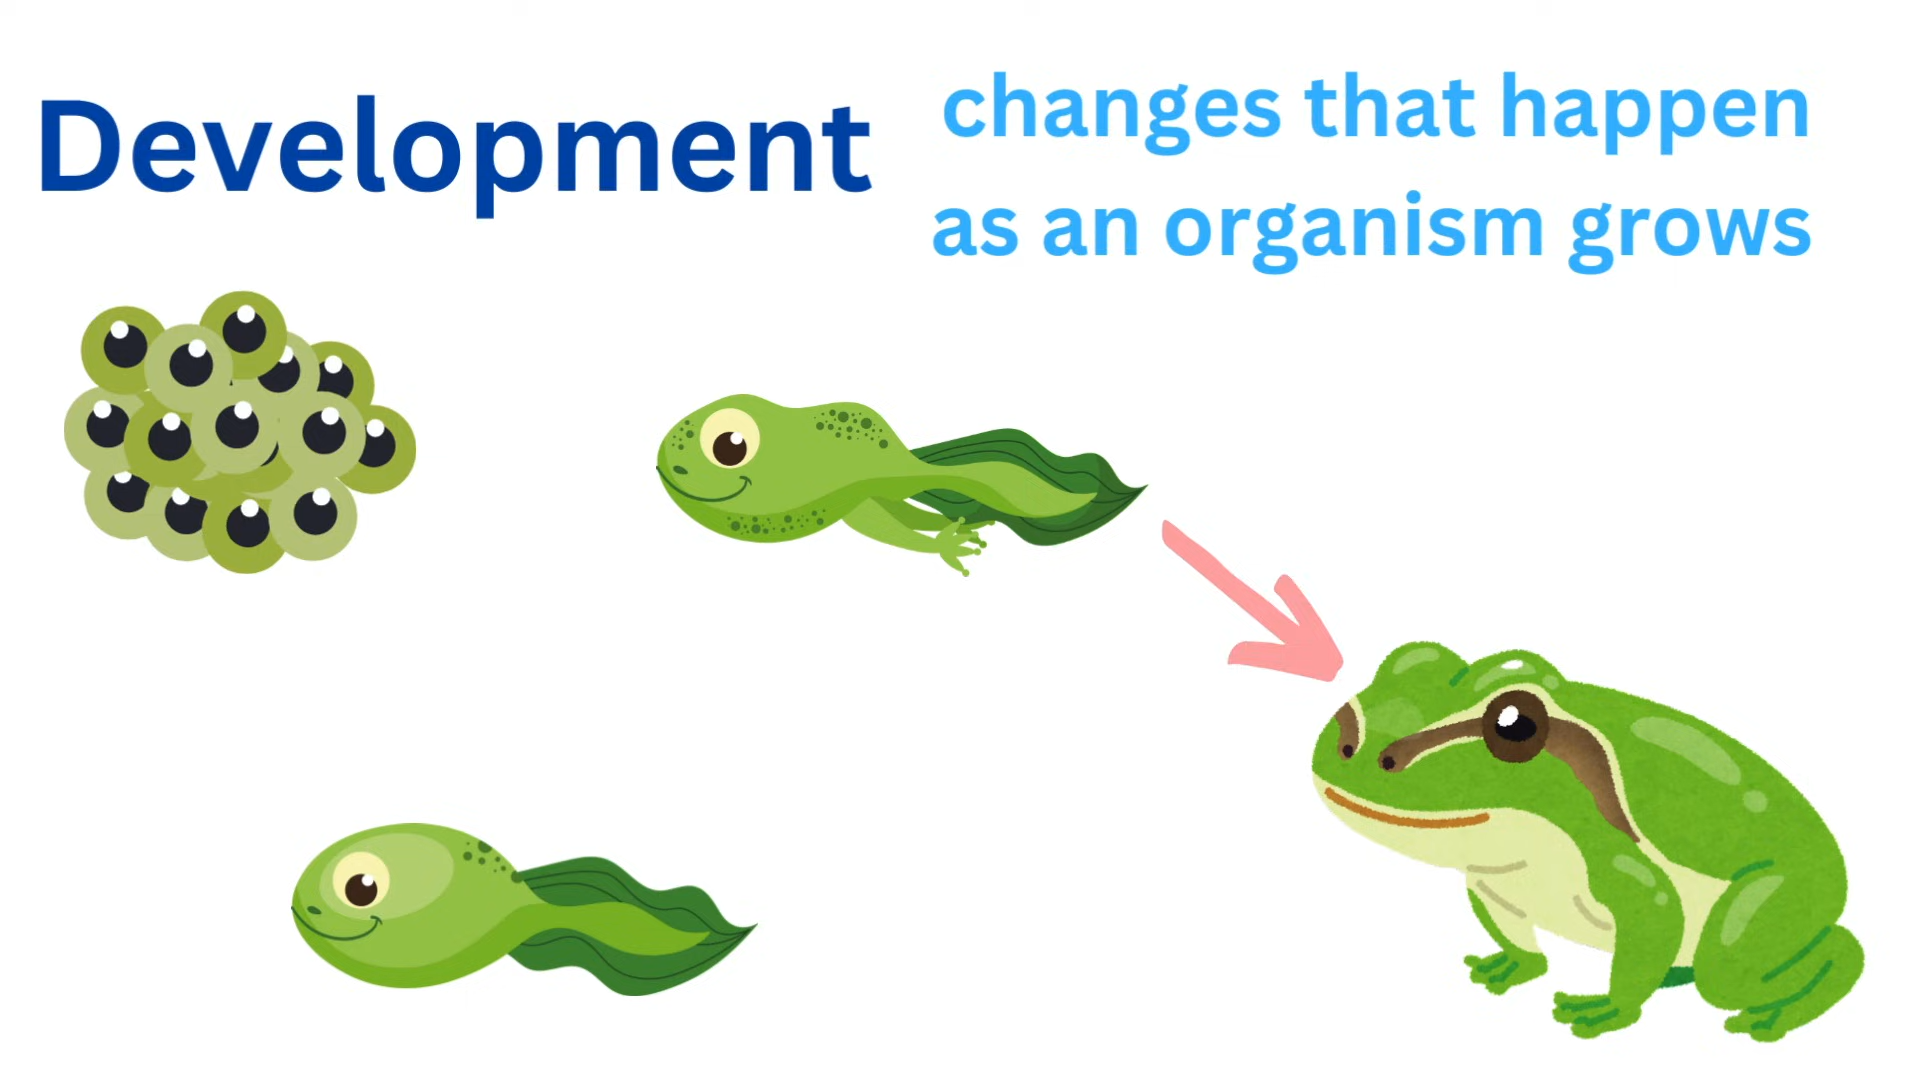 Development
changes that happen
as an organism grows